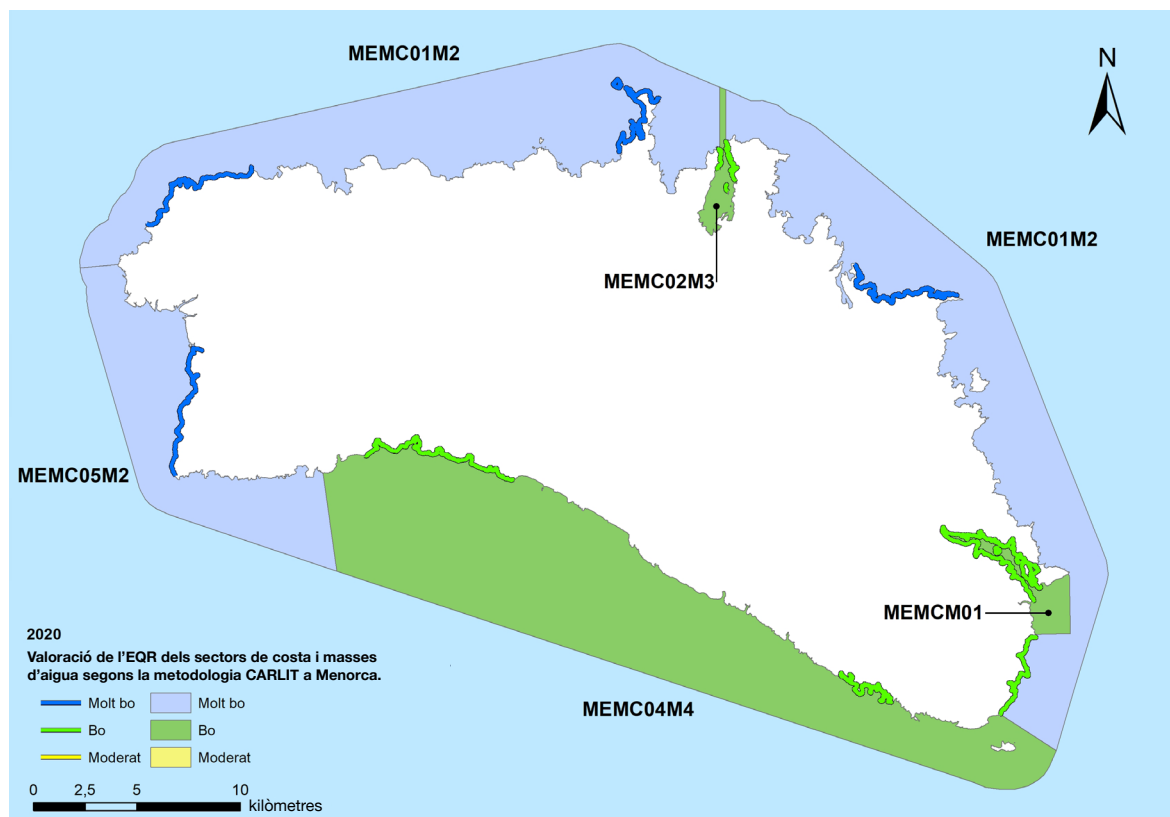 MEMC01M2
N
MEMC01M2
MEMC02M3
MEMC05M2
MEMCM01
MEMC04M4
2020
Valoració de l’EQR dels sectors de costa i masses
d’aigua segons la metodologia CARLIT a Menorca.
Molt bo Molt bo
Bo Bo
Moderat Moderat
0 2,5 5 10
kilòmetres